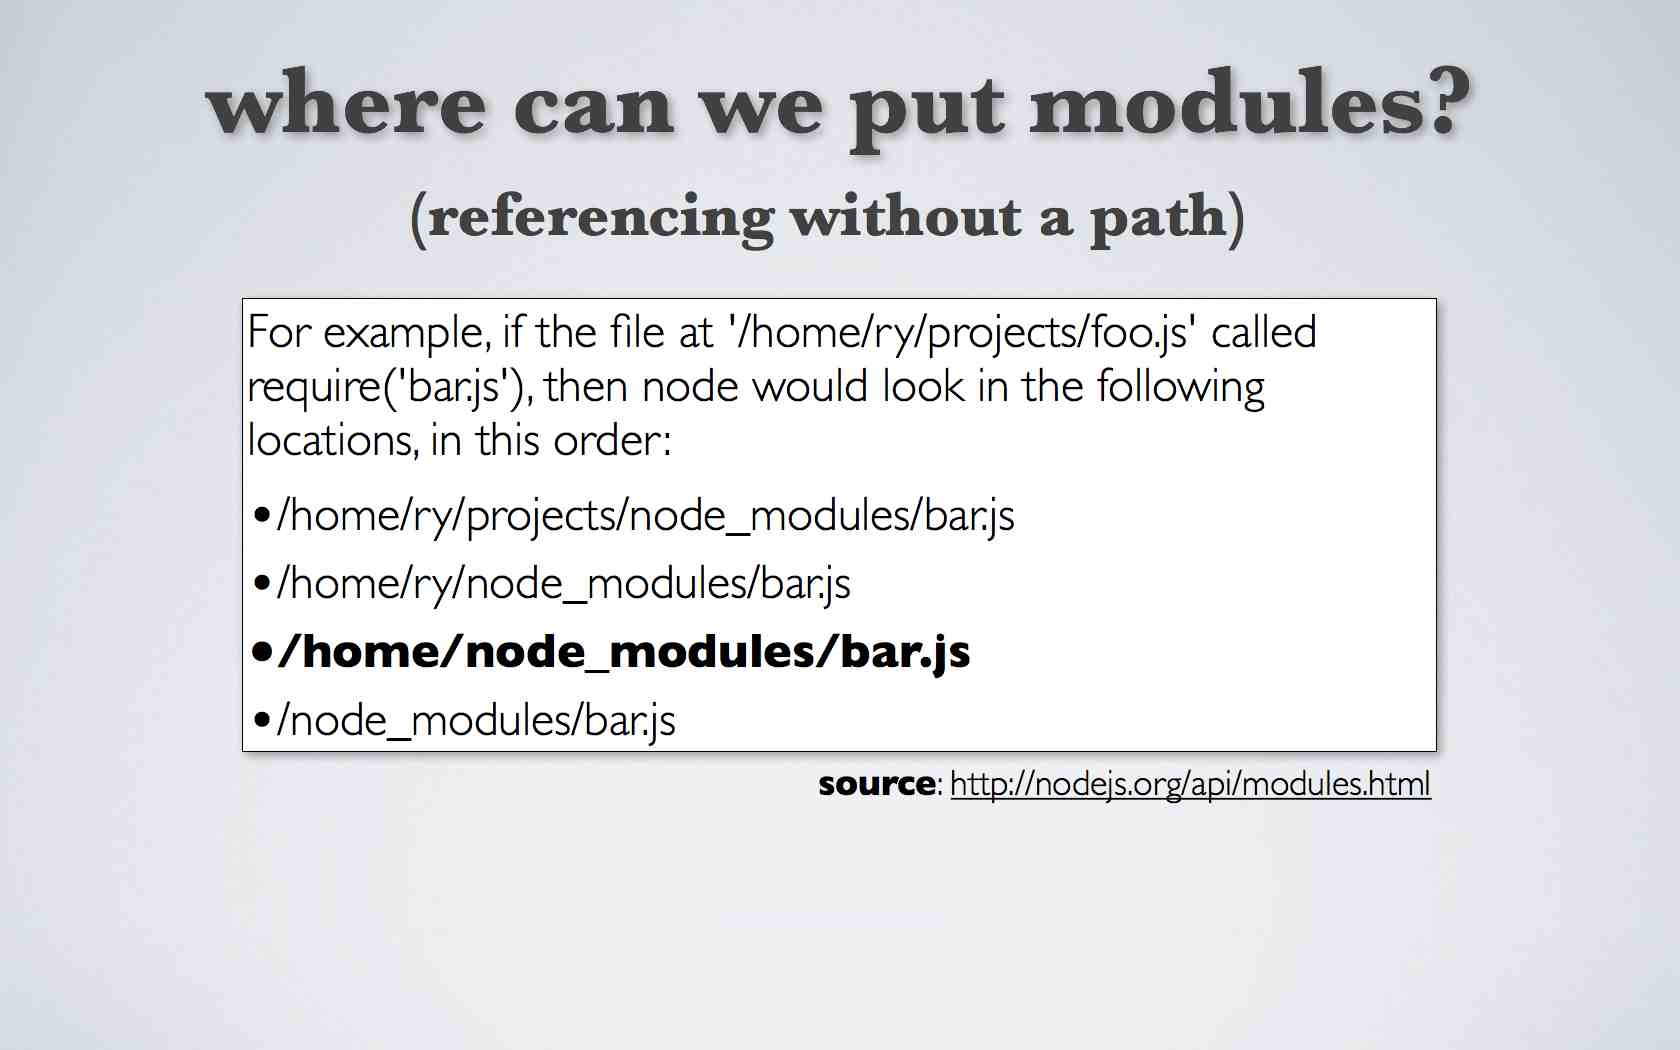 where can we put modules?
(referencing without a path)
For example, if the file at '/home/ry/projects/foo.js' called
require('bar.js'), then node would look in the following
locations, in this order:
•/home/ry/projects/node_modules/bar.js
•/home/ry/node_modules/bar.js
•/home/node_modules/bar.js
•/node_modules/bar.js
source: http://nodejs.org/api/modules.html